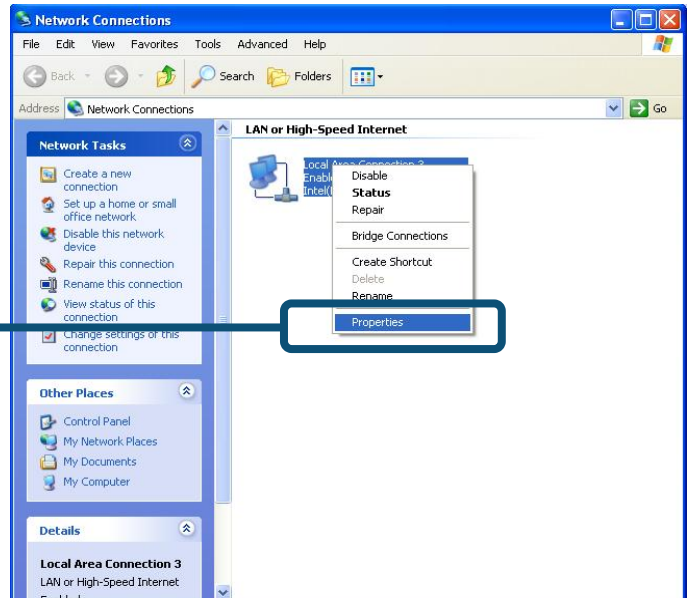 Network Connections
File Edit View Favorites Tools Advanced Help
Back Search Folders
Address Network Connections Go
Network Tasks
Create a new
connection
Set up a home or small
office network
Disable this network
device
Repair this connection
Rename this connection
View status of this
connection
Change settings of this
connection
Other Places
Control Panel
My Network Places
My Documents
My Computer
Details
Local Area Connection 3
LAN or High-Speed Internet
LAN or High-Speed Internet
Local Area Connection 3
Disable
Status
Repair
Bridge Connections
Create Shortcut
Delete
Rename
Properties